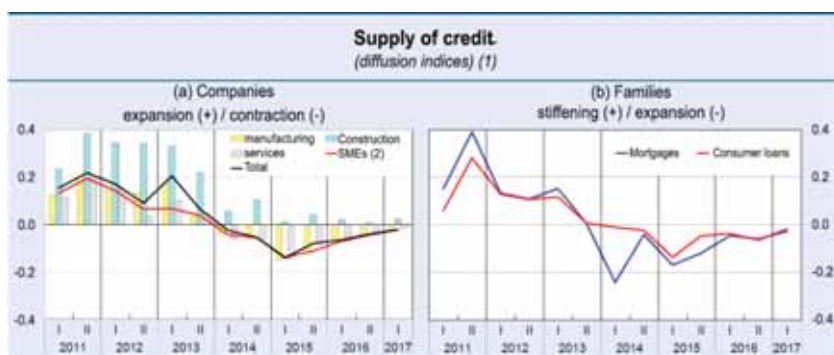 Supply of credit
(diffusion indices) (1)
(a) Companies
expansion (+) / contraction (-)
0.4
0.2
0.0
-0.2
-0.4
manufacturing
Construction
services
SMEs (2)
Total
I II I II I II I II I II I II I
2011 2012 2013 2014 2015 2016 2017
(b) Families
stiffening (+) / expansion (-)
Mortgages
Consumer loans
0.4
0.2
0.0
-0.2
-0.4
I II I II I II I II I II I II I
2011 2012 2013 2014 2015 2016 2017